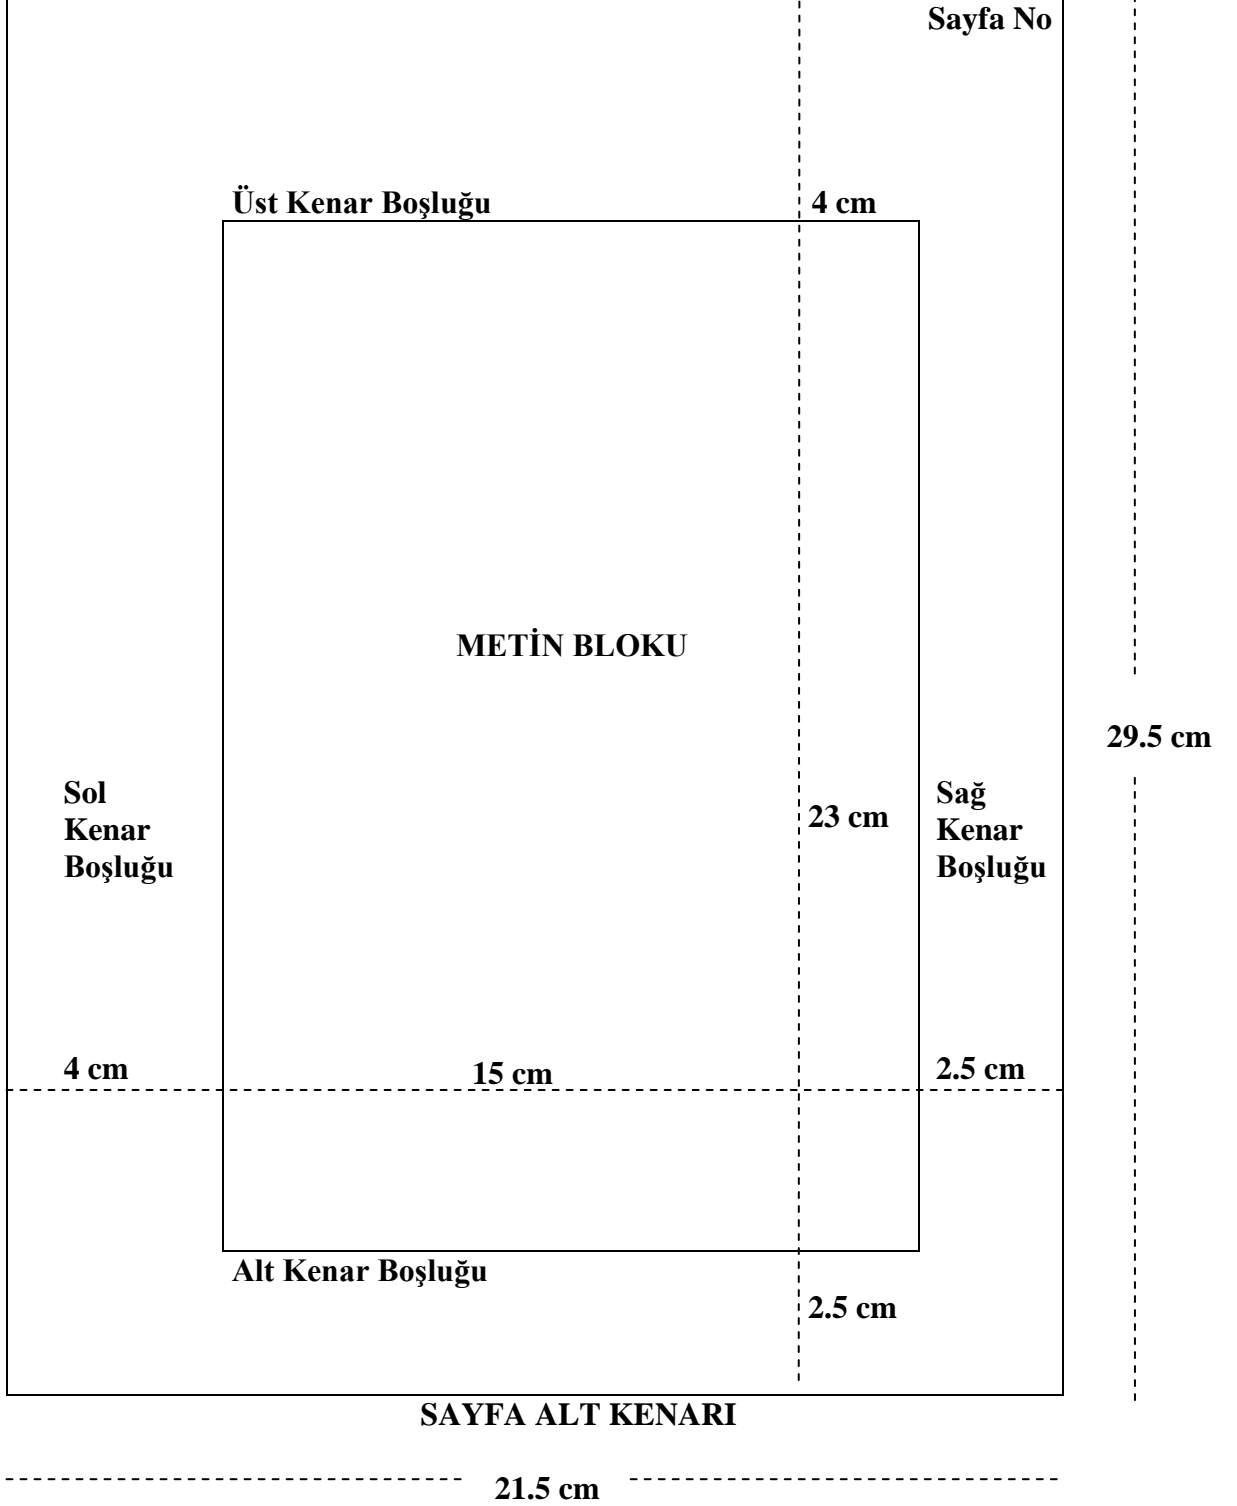 Sayfa No
Üst Kenar Boşluğu
4 cm
METİN BLOKU
29.5 cm
Sol
Kenar
Boşluğu
23 cm
Sağ
Kenar
Boşluğu
4 cm
15 cm
2.5 cm
Alt Kenar Boşluğu
2.5 cm
SAYFA ALT KENARI
21.5 cm